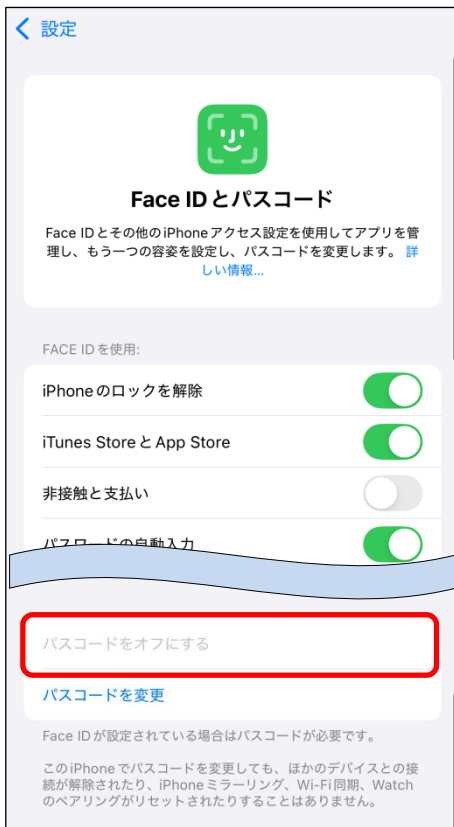 設定
Face IDとパスコード
Face IDとその他のiPhoneアクセス設定を使用してアプリを管
理し、もう一つの容姿を設定し、パスコードを変更します。 詳
しい情報...
FACE IDを使用:
iPhoneのロックを解除
iTunes StoreとApp Store
非接触と支払い
パスワードの自動入力
パスコードをオフにする
パスコードを変更
Face IDが設定されている場合はパスコードが必要です。
このiPhoneでパスコードを変更しても、ほかのデバイスとの接
続が解除されたり、iPhoneミラーリング、Wi-Fi同期、Watch
のペアリングがリセットされたりすることはありません。